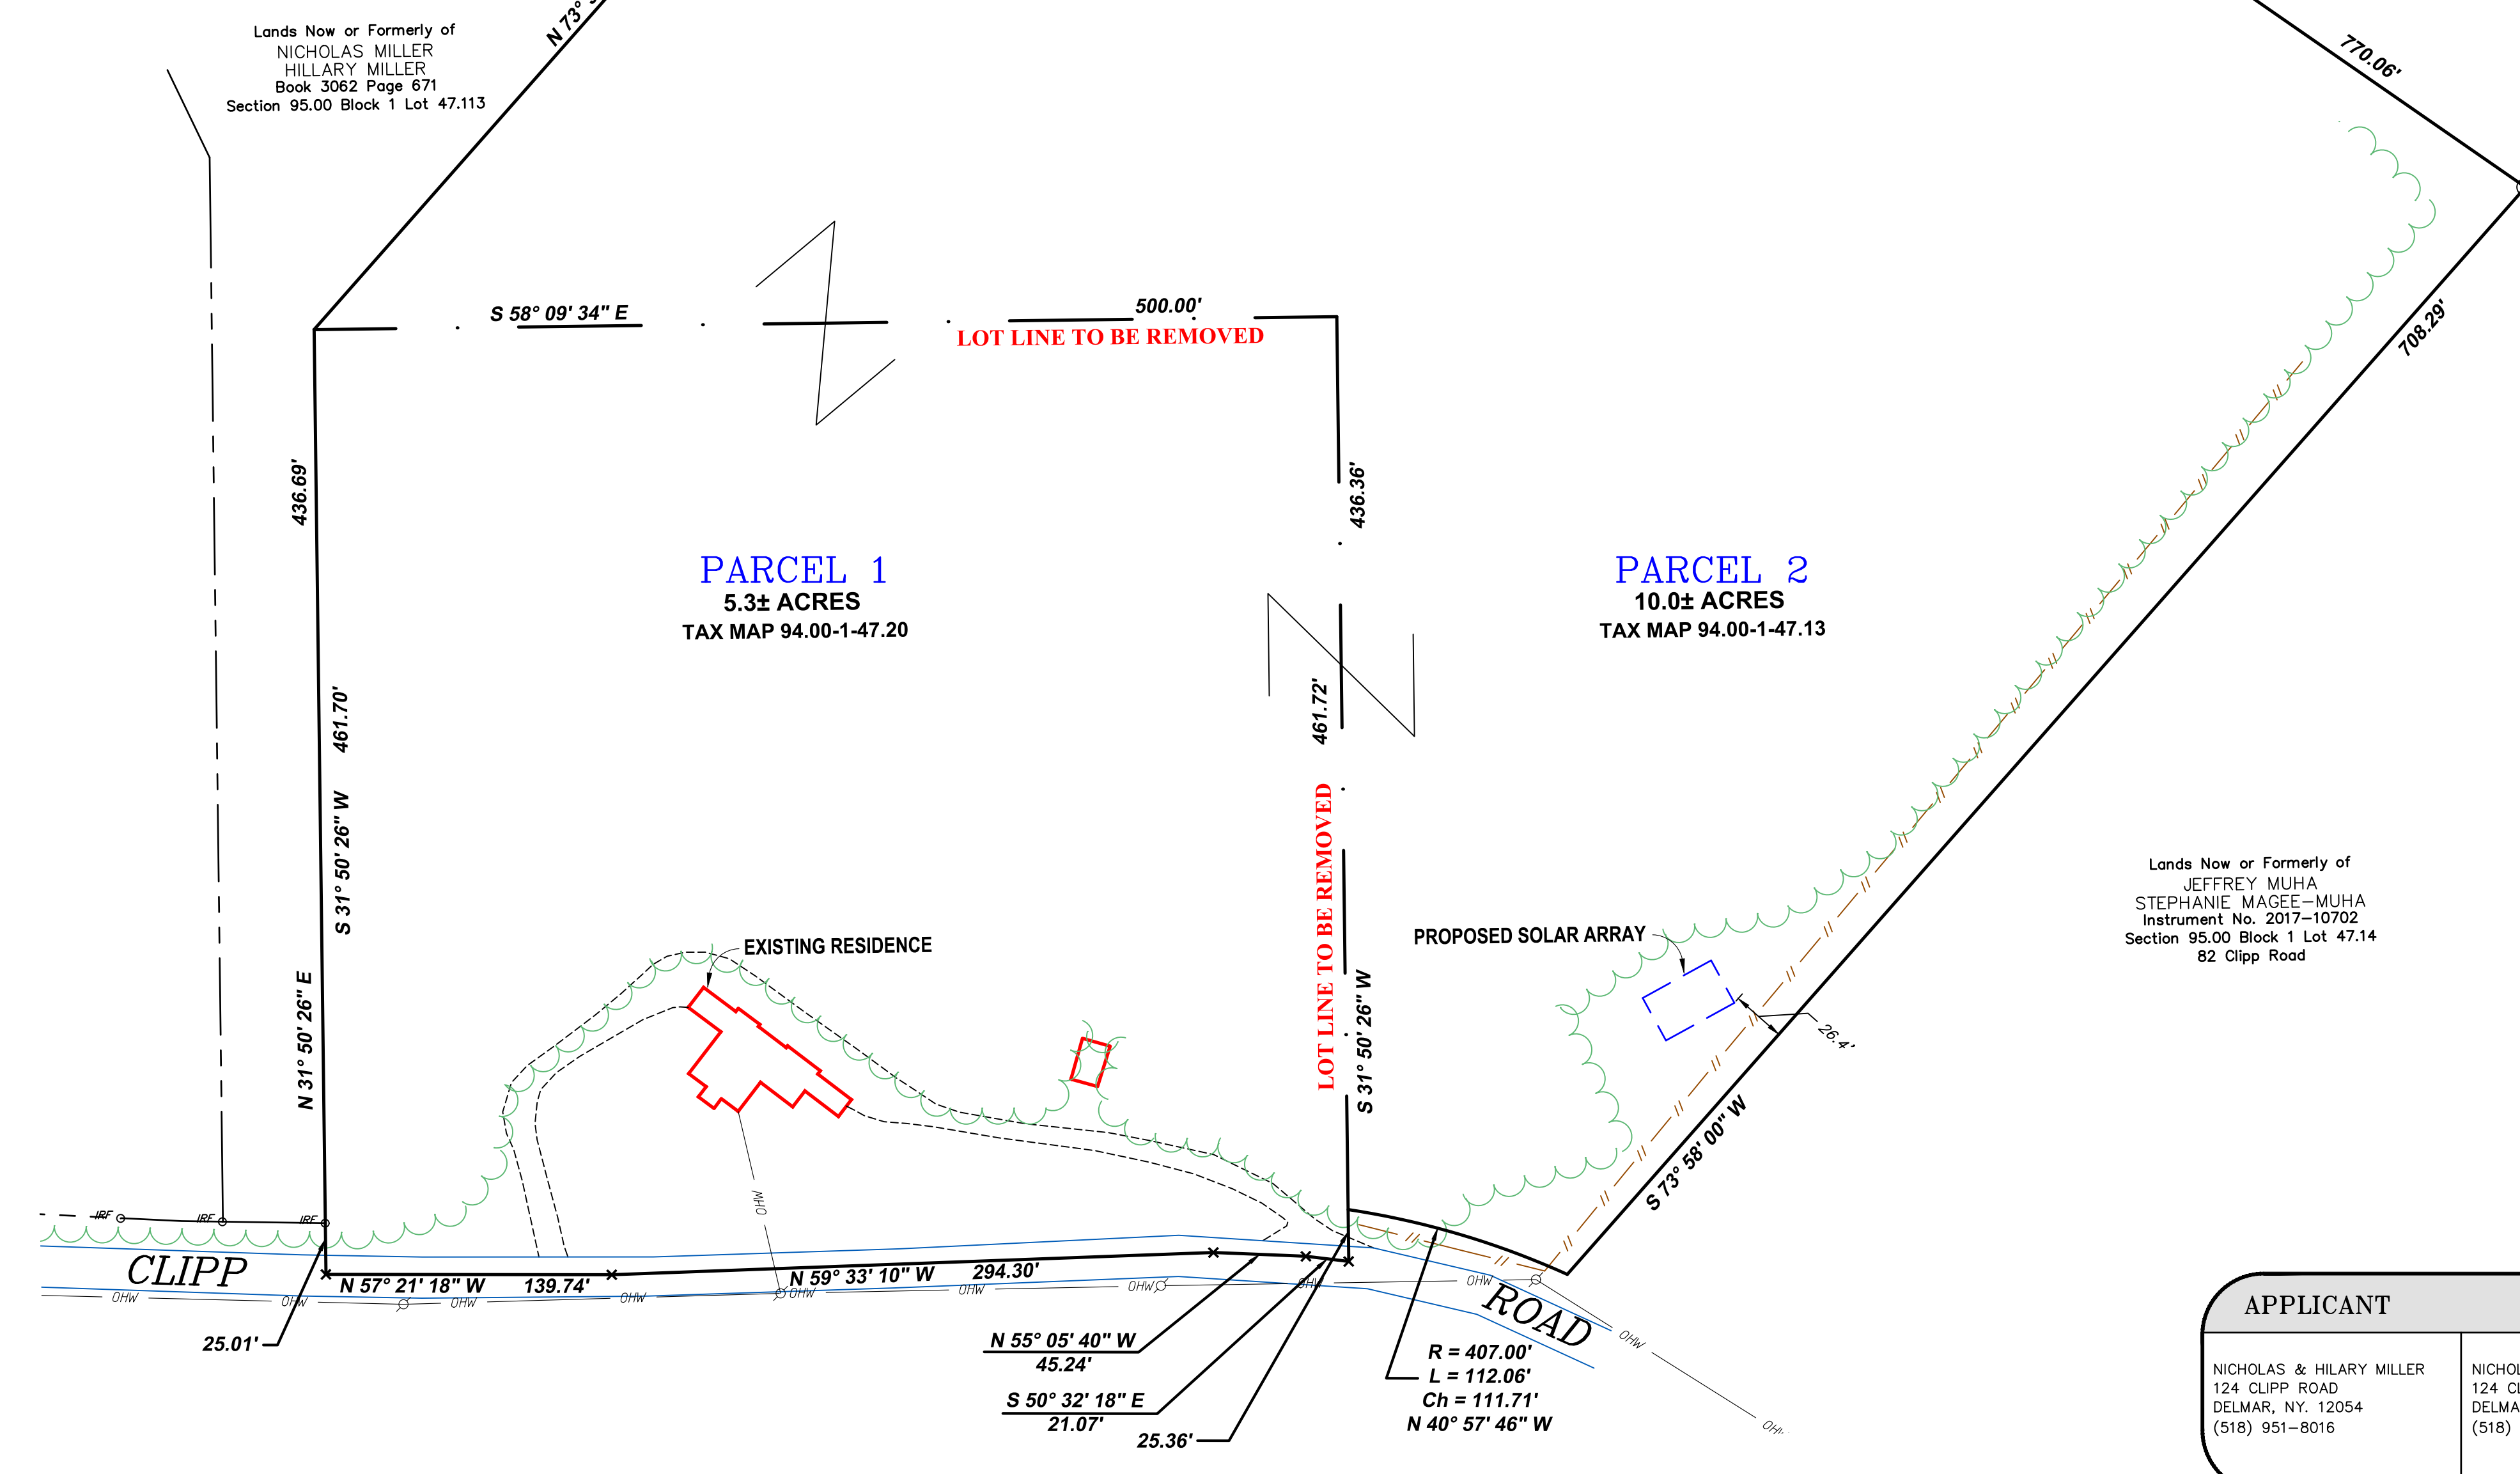 Lands Now or Formerly of
NICHOLAS MILLER
HILLARY MILLER
Book 3062 Page 671
Section 95.00 Block 1 Lot 47.113
N 73°
770.06'
708.29'
S 58° 09' 34" E
500.00'
LOT LINE TO BE REMOVED
436.69'
436.36'
PARCEL 1
5.3± ACRES
TAX MAP 94.00-1-47.20
PARCEL 2
10.0± ACRES
TAX MAP 94.00-1-47.13
461.70'
S 31° 50' 26" W
N 31° 50' 26" E
461.72'
LOT LINE TO BE REMOVED
S 31° 50' 26" W
EXISTING RESIDENCE
PROPOSED SOLAR ARRAY
26.4'
S 73° 58' 00" W
Lands Now or Formerly of
JEFFREY MUHA
STEPHANIE MAGEE-MUHA
Instrument No. 2017-10702
Section 95.00 Block 1 Lot 47.14
82 Clipp Road
IRF
IRF
IRF
OHW
CLIPP
N 57° 21' 18" W 139.74'
N 59° 33' 10" W 294.30'
OHW
OHW
OHW
OHW
OHW
OHW
OHW
OHW
OHW
ROAD
OHW
OHW
25.01'
N 55° 05' 40" W
45.24'
S 50° 32' 18" E
21.07'
25.36'
R = 407.00'
L = 112.06'
Ch = 111.71'
N 40° 57' 46" W
APPLICANT
NICHOLAS & HILARY MILLER
124 CLIPP ROAD
DELMAR, NY. 12054
(518) 951-8016
NICHOL
124 CL
DELMA
(518)